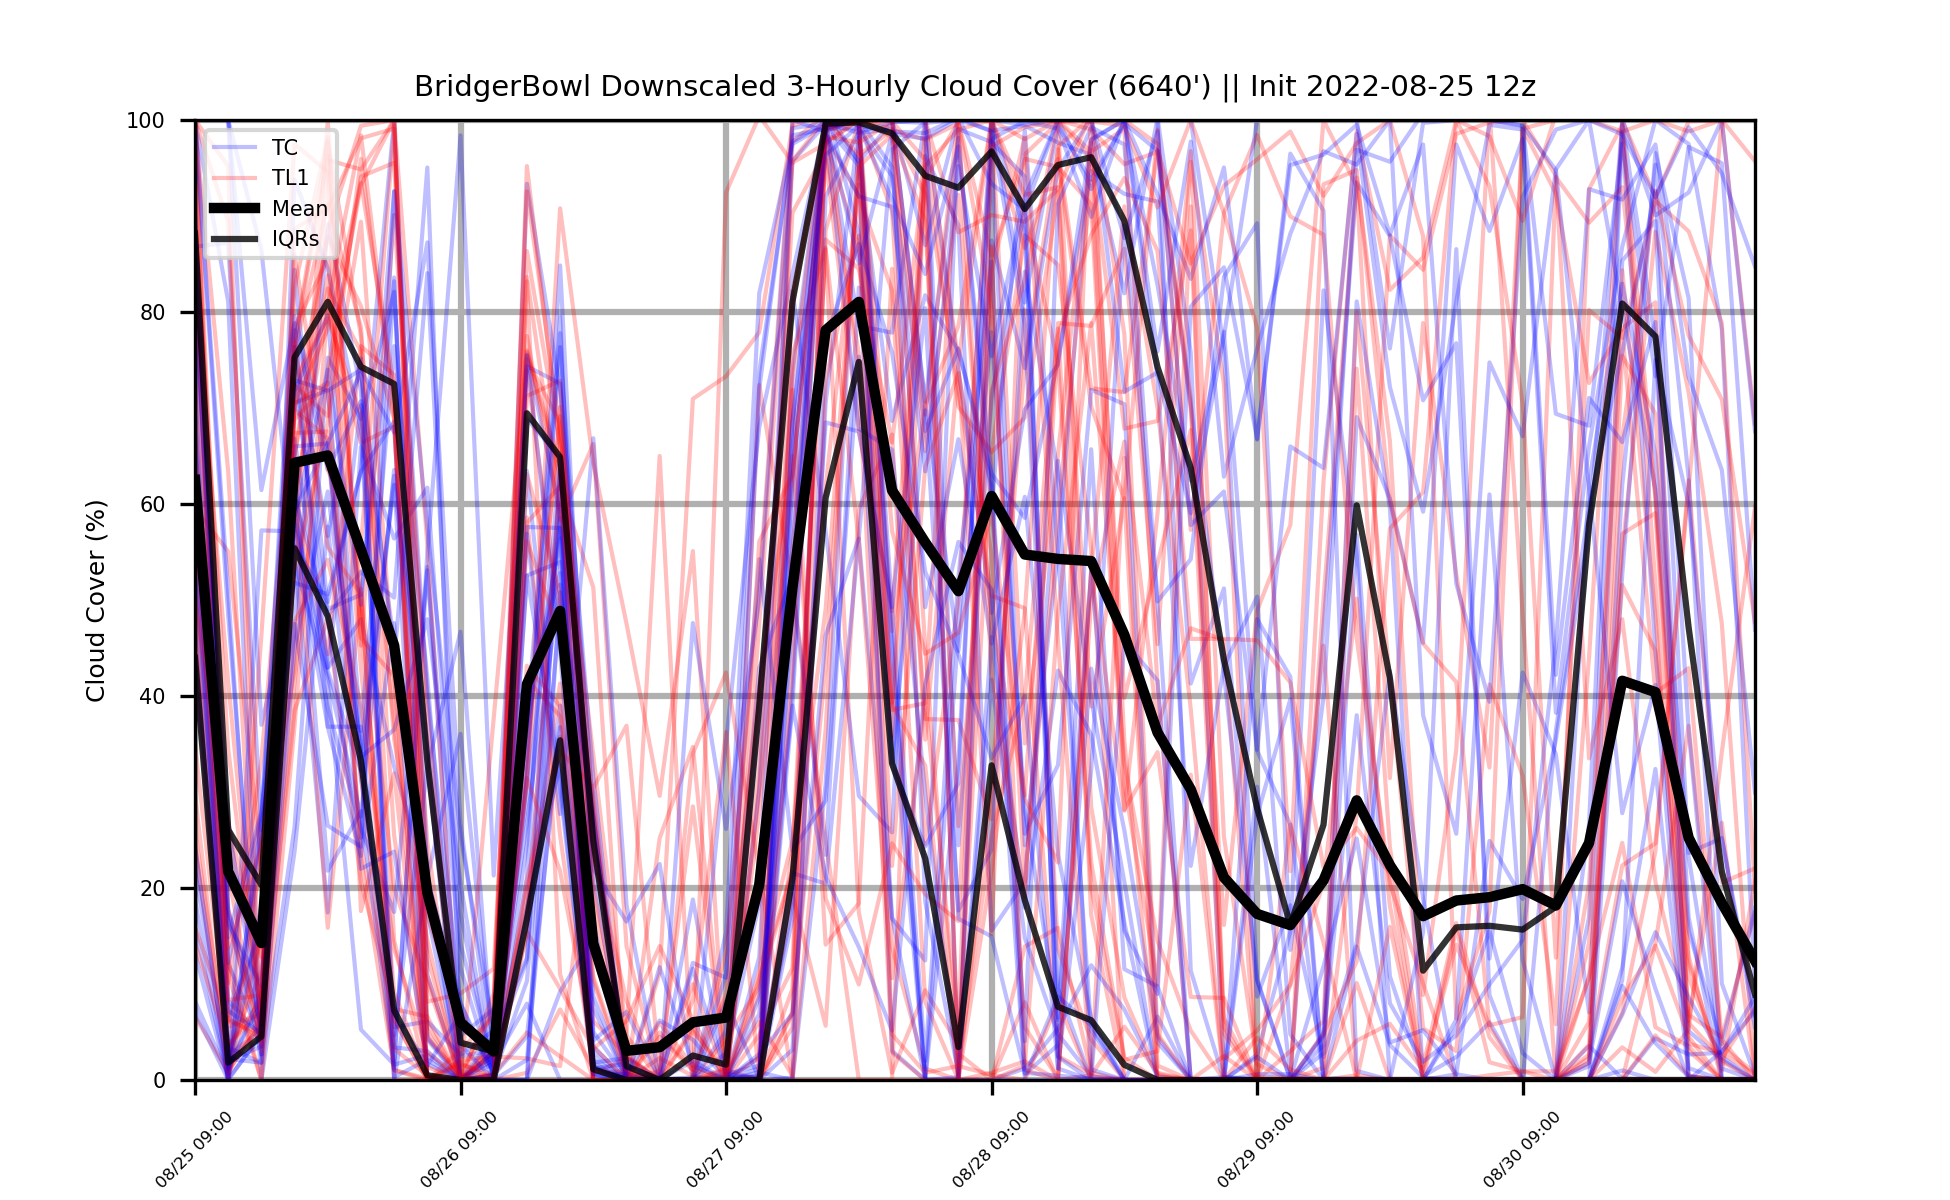 BridgerBowl Downscaled 3-Hourly Cloud Cover (6640') || Init 2022-08-25 12z
TC
TL1
Mean
IQRs
Cloud Cover (%)
100
80
60
40
20
0
08/25 09:00
08/26 09:00
08/27 09:00
08/28 09:00
08/29 09:00
08/30 09:00